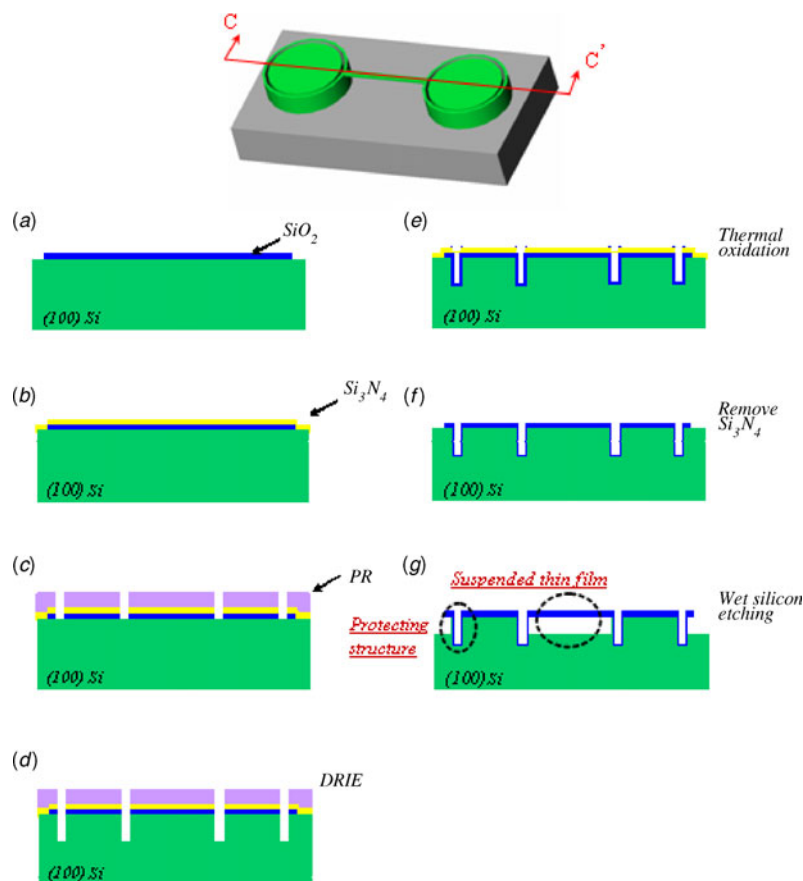 C
C'
(a)
SiO2
(100) Si
(b)
Si3N4
(100) Si
(c)
PR
(100) Si
(d)
DRIE
(100) Si
(e)
Thermal
oxidation
(100) Si
(f)
Remove
Si3N4
(100) Si
(g)
Suspended thin film
Wet silicon
etching
Protecting
structure
(100) Si